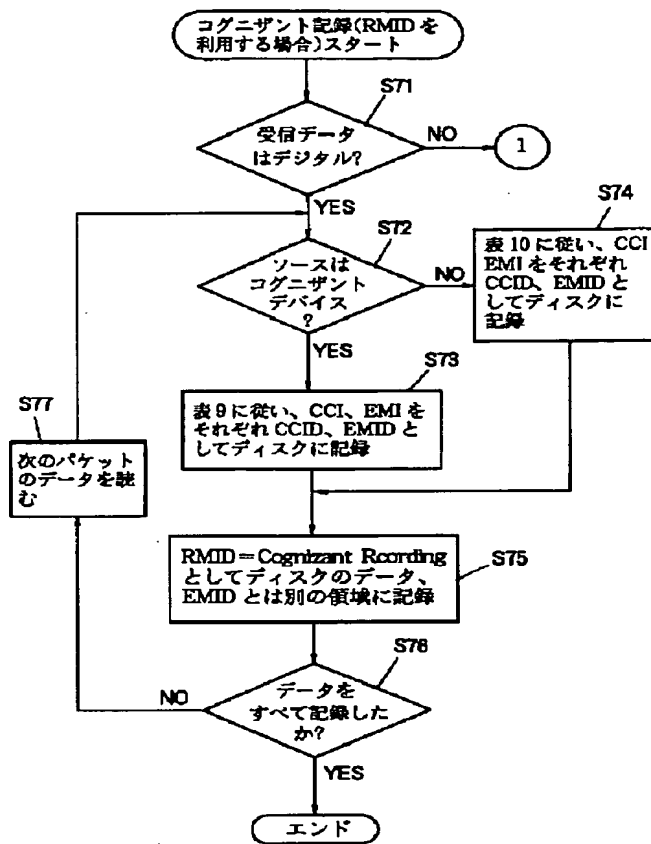 コグニザント記録(RMIDを
利用する場合)スタート
S71
受信データ
はデジタル?
NO
1
YES
S72
ソースは
コグニザント
デバイス
?
NO
S74
表10に従い、CCI
EMIをそれぞれ
CCID、EMIDと
してディスクに
記録
YES
S73
表9に従い、CCI、EMIを
それぞれCCID、EMIDと
してディスクに記録
S77
次のパケット
のデータを読
む
RMID=Cognizant Rcording
としてディスクのデータ、
EMIDとは別の領域に記録
S75
S76
データを
すべて記録した
か?
NO
YES
エンド